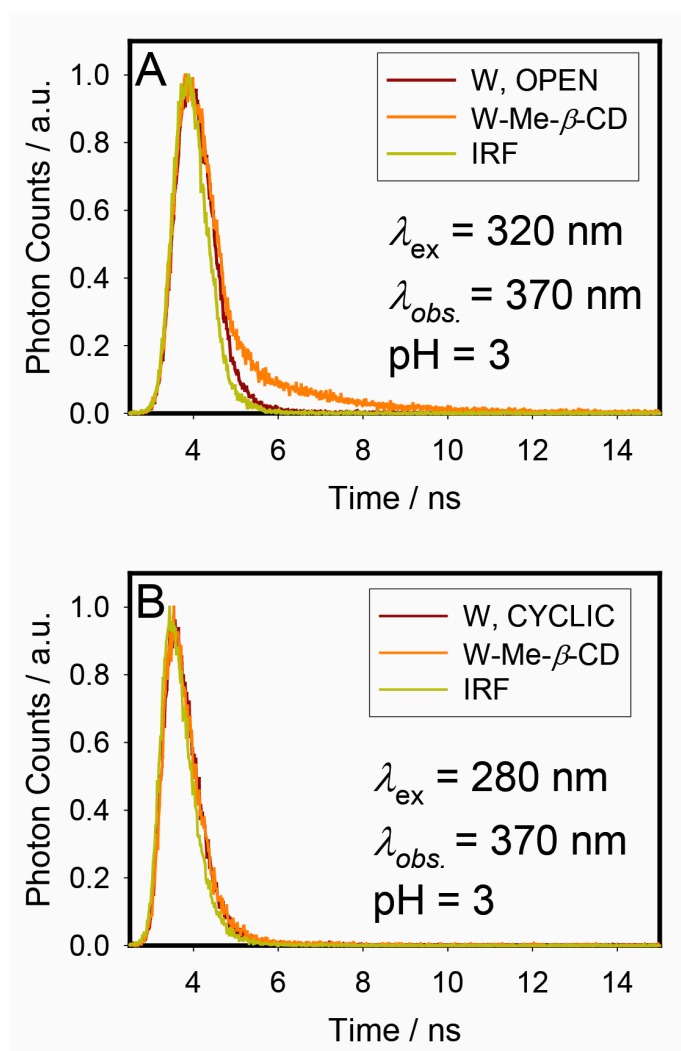 A
W, OPEN
W-Me-β-CD
IRF
λex = 320 nm
λobs. = 370 nm
pH = 3
Photon Counts / a.u.
1.0
0.8
0.6
0.4
0.2
0.0
4 6 8 10 12 14
Time / ns
B
W, CYCLIC
W-Me-β-CD
IRF
λex = 280 nm
λobs. = 370 nm
pH = 3
Photon Counts / a.u.
1.0
0.8
0.6
0.4
0.2
0.0
4 6 8 10 12 14
Time / ns